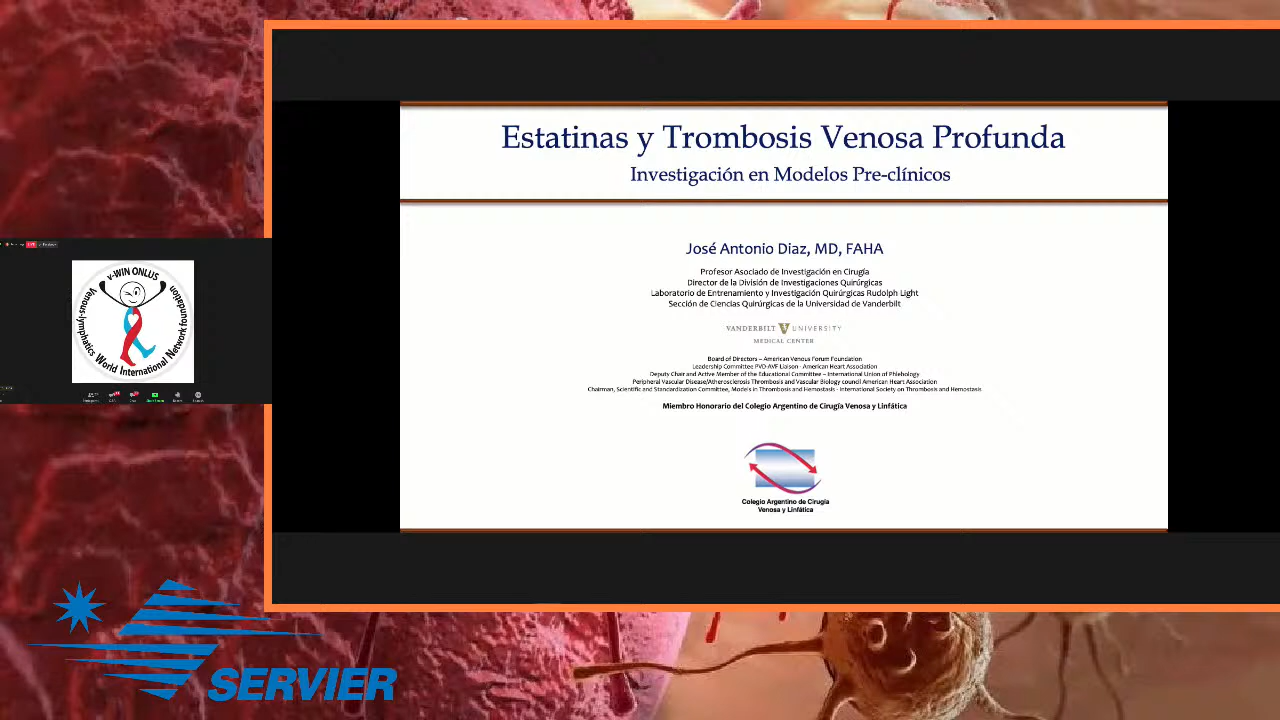 Estatinas y Trombosis Venosa Profunda
Investigación en Modelos Pre-clínicos
José Antonio Diaz, MD, FAHA
Profesor Asociado de Investigación en Cirugía
Director de la División de Investigaciones Quirúrgicas
Laboratorio de Entrenamiento y Investigación Quirúrgicas Rudolph Light
Sección de Ciencias Quirúrgicas de la Universidad de Vanderbilt
VANDERBILT V UNIVERSITY
MEDICAL CENTER
Board of Directors – American Venous Forum Foundation
Leadership Committee PVD-AVF Liaison - American Heart Association
Deputy Chair and Active Member of the Educational Committee – International Union of Phlebology
Peripheral Vascular Disease/Atherosclerosis Thrombosis and Vascular Biology council American Heart Association
Chairman, Scientific and Standardization Committee, Models in Thrombosis and Hemostasis - International Society on Thrombosis and Hemostasis
Miembro Honorario del Colegio Argentino de Cirugía Venosa y Linfática
Colegio Argentino de Cirugía
Venosa y Linfática
v-WIN ONLUS
Venous-lymphatics World International Network foundation
SERVIER